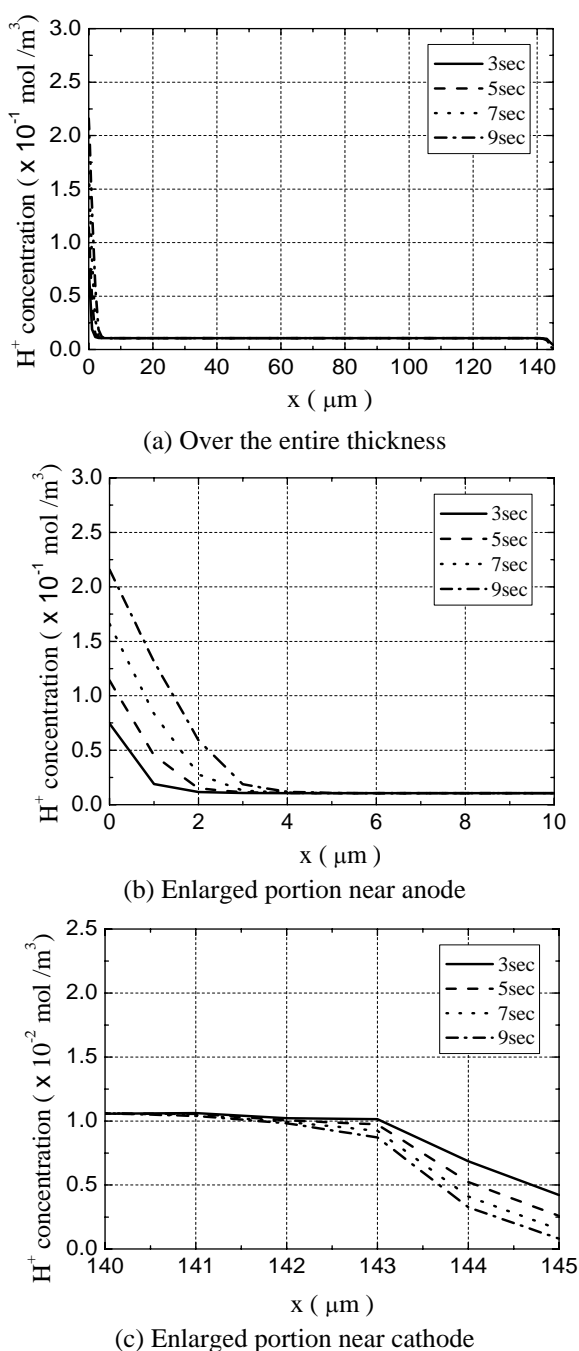 3.0
2.5
2.0
1.5
1.0
0.5
0.0
H⁺ concentration ( x 10⁻¹ mol /m³)
3sec
5sec
7sec
9sec
0 20 40 60 80 100 120 140
x ( μm )
(a) Over the entire thickness
3.0
2.5
2.0
1.5
1.0
0.5
0.0
H⁺ concentration ( x 10⁻¹ mol /m³)
3sec
5sec
7sec
9sec
0 2 4 6 8 10
x ( μm )
(b) Enlarged portion near anode
2.5
2.0
1.5
1.0
0.5
0.0
H⁺ concentration ( x 10⁻² mol /m³)
3sec
5sec
7sec
9sec
140 141 142 143 144 145
x ( μm )
(c) Enlarged portion near cathode